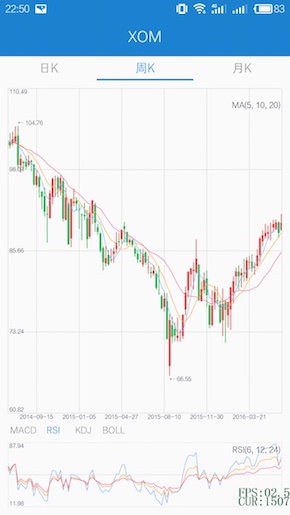 22:50 83
XOM
日K 周K 月K
110.49
MA(5, 10, 20)
104.76
98.07
85.66
73.24
66.55
60.82
2014-09-15 2015-01-05 2015-04-27 2015-08-10 2015-11-30 2016-03-21
MACD RSI KDJ BOLL
87.94
RSI(6, 12, 24)
11.98
FPS:02.5
CUR:1507